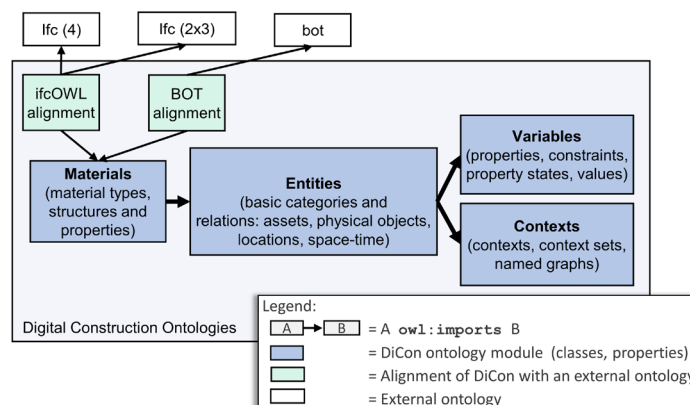 Ifc (4)
Ifc (2x3)
bot
ifcOWL
alignment
BOT
alignment
Materials
(material types,
structures and
properties)
Entities
(basic categories and
relations: assets, physical objects,
locations, space-time)
Variables
(properties, constraints,
property states, values)
Contexts
(contexts, context sets,
named graphs)
Digital Construction Ontologies
Legend:
A B = A owl:imports B
= DiCon ontology module (classes, properties)
= Alignment of DiCon with an external ontology
= External ontology